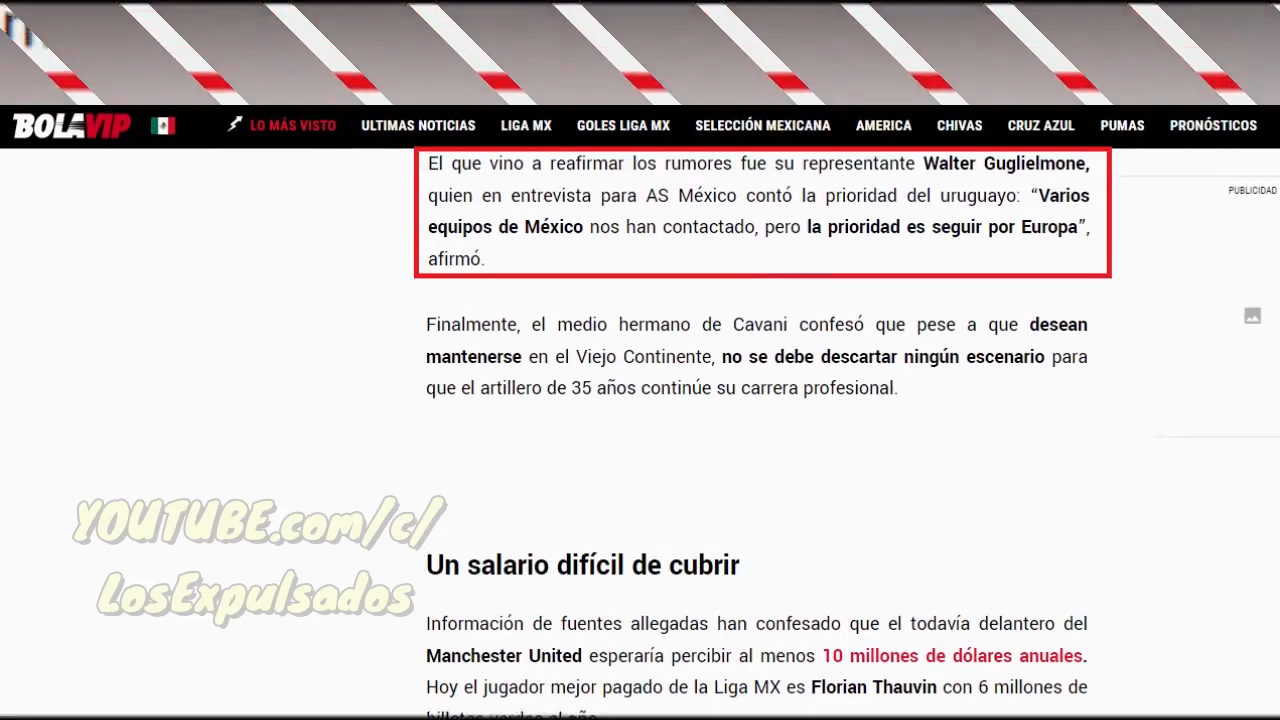 BOLAVIP LO MÁS VISTO ULTIMAS NOTICIAS LIGA MX GOLES LIGA MX SELECCIÓN MEXICANA AMERICA CHIVAS CRUZ AZUL PUMAS PRONÓSTICOS
El que vino a reafirmar los rumores fue su representante Walter Guglielmone,
quien en entrevista para AS México contó la prioridad del uruguayo: “Varios
equipos de México nos han contactado, pero la prioridad es seguir por Europa”,
afirmó.
PUBLICIDAD
Finalmente, el medio hermano de Cavani confesó que pese a que desean
mantenerse en el Viejo Continente, no se debe descartar ningún escenario para
que el artillero de 35 años continúe su carrera profesional.
YOUTUBE.com/c/
LosExpulsados
Un salario difícil de cubrir
Información de fuentes allegadas han confesado que el todavía delantero del
Manchester United esperaría percibir al menos 10 millones de dólares anuales.
Hoy el jugador mejor pagado de la Liga MX es Florian Thauvin con 6 millones de
billetes verdes al año